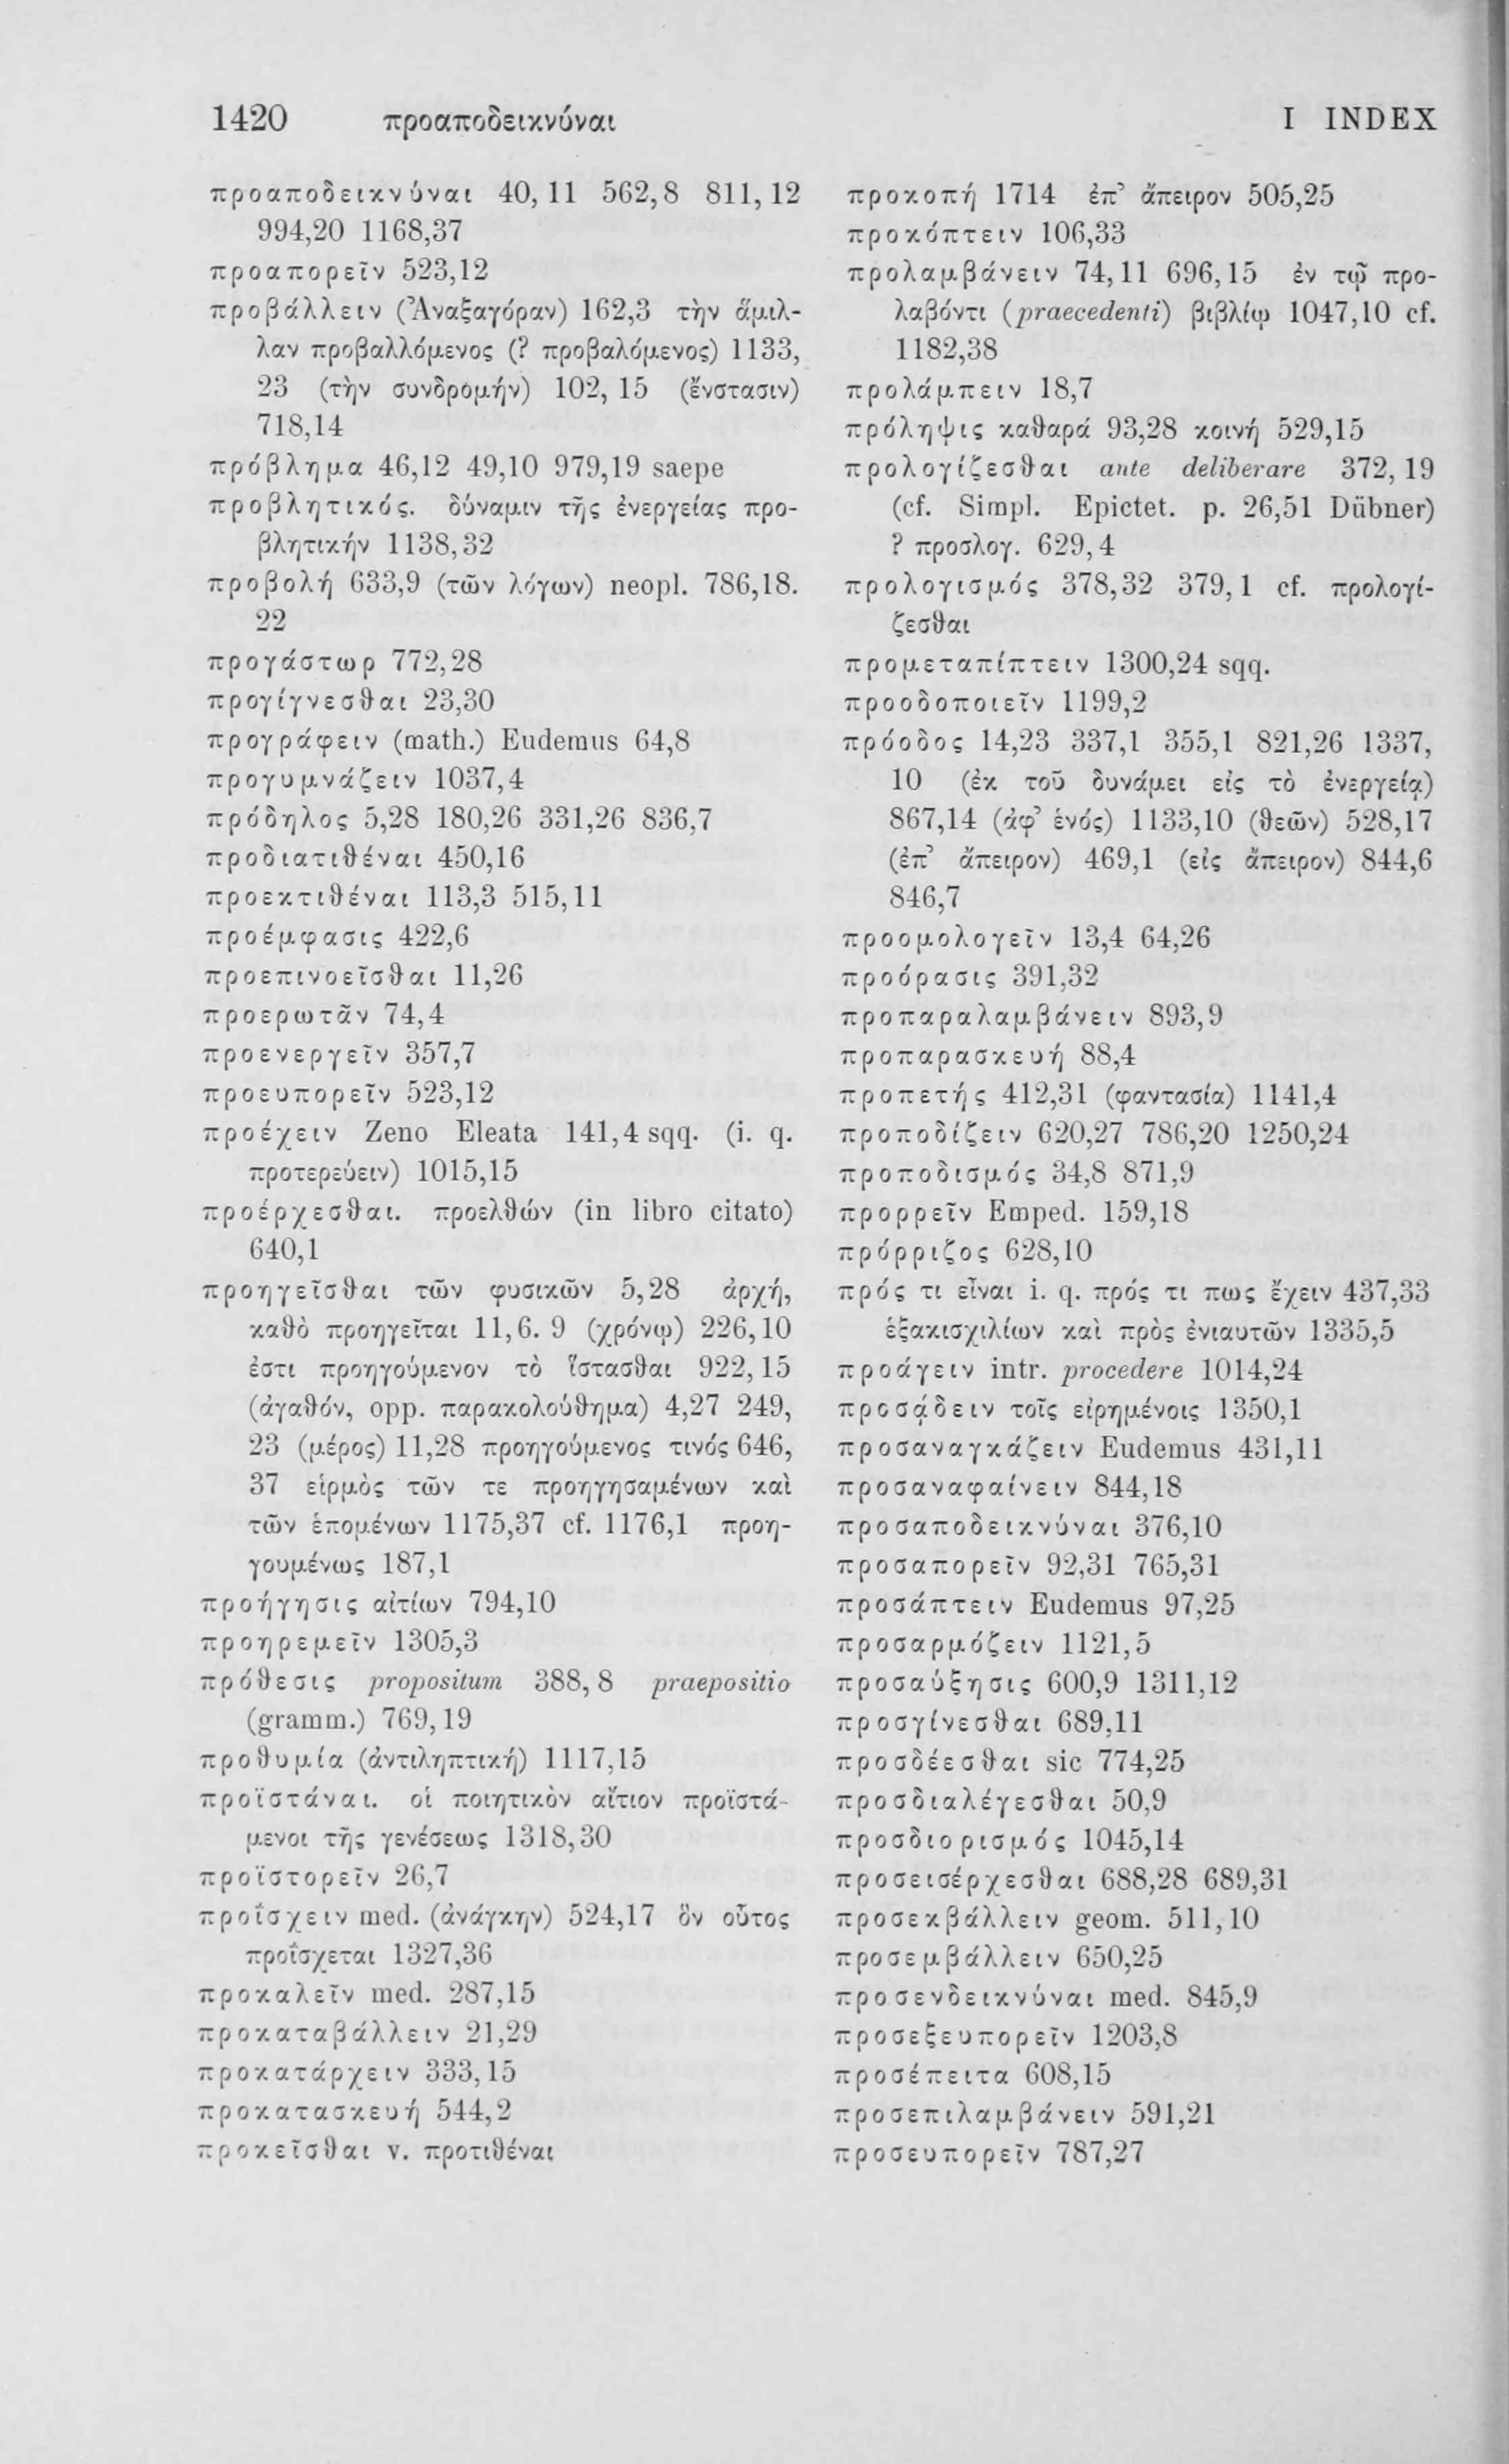 1420 προαποδεικνύναι I INDEX
προαποδεικνύναι 40,11 562,8 811,12
994,20 1168,37
προαπορεῖν 523,12
προβάλλειν (Ἀναξαγόραν) 162,3 τὴν ἅμιλ-
λαν προβαλλόμενος (? προβαλόμενος) 1133,
23 (τὴν συνδρομήν) 102,15 (ἔνστασιν)
718,14
πρόβλημα 46,12 49,10 979,19 saepe
προβλητικός. δύναμιν τῆς ἐνεργείας προ-
βλητικήν 1138,32
προβολή 633,9 (τῶν λόγων) neopl. 786,18.
22
προγάστωρ 772,28
προγίγνεσθαι 23,30
προγράφειν (math.) Eudemus 64,8
προγυμνάζειν 1037,4
πρόδηλος 5,28 180,26 331,26 836,7
προδιατιθέναι 450,16
προεκτιθέναι 113,3 515,11
προέμφασις 422,6
προεπινοεῖσθαι 11,26
προερωτᾶν 74,4
προενεργεῖν 357,7
προευπορεῖν 523,12
προέχειν Zeno Eleata 141,4 sqq. (i. q.
προτερεύειν) 1015,15
προέρχεσθαι. προελθών (in libro citato)
640,1
προηγεῖσθαι τῶν φυσικῶν 5,28 ἀρχή,
καθὸ προηγεῖται 11,6. 9 (χρόνῳ) 226,10
ἐστι προηγούμενον τὸ ἵστασθαι 922,15
(ἀγαθόν, opp. παρακολούθημα) 4,27 249,
23 (μέρος) 11,28 προηγούμενος τινός 646,
37 εἱρμὸς τῶν τε προηγησαμένων καὶ
τῶν ἑπομένων 1175,37 cf. 1176,1 προη-
γουμένως 187,1
προήγησις αἰτίων 794,10
προηρεμεῖν 1305,3
πρόθεσις propositum 388,8 praepositio
(gramm.) 769,19
προθυμία (ἀντιληπτική) 1117,15
προϊστάναι. οἱ ποιητικὸν αἴτιον προϊστά-
μενοι τῆς γενέσεως 1318,30
προϊστορεῖν 26,7
προΐσχειν med. (ἀνάγκην) 524,17 ὃν οὗτος
προΐσχεται 1327,36
προκαλεῖν med. 287,15
προκαταβάλλειν 21,29
προκατάρχειν 333,15
προκατασκευή 544,2
προκεῖσθαι v. προτιθέναι
προκοπή 1714 ἐπ' ἄπειρον 505,25
προκόπτειν 106,33
προλαμβάνειν 74,11 696,15 ἐν τῷ προ-
λαβόντι (praecedenti) βιβλίῳ 1047,10 cf.
1182,38
προλάμπειν 18,7
πρόληψις καθαρά 93,28 κοινή 529,15
προλογίζεσθαι ante deliberare 372,19
(cf. Simpl. Epictet. p. 26,51 Dübner)
? προσλογ. 629,4
προλογισμός 378,32 379,1 cf. προλογί-
ζεσθαι
προμεταπίπτειν 1300,24 sqq.
προοδοποιεῖν 1199,2
πρόοδος 14,23 337,1 355,1 821,26 1337,
10 (ἐκ τοῦ δυνάμει εἰς τὸ ἐνεργείᾳ)
867,14 (ἀφ' ἑνός) 1133,10 (θεῶν) 528,17
(ἐπ' ἄπειρον) 469,1 (εἰς ἄπειρον) 844,6
846,7
προομολογεῖν 13,4 64,26
προόρασις 391,32
προπαραλαμβάνειν 893,9
προπαρασκευή 88,4
προπετής 412,31 (φαντασία) 1141,4
προποδίζειν 620,27 786,20 1250,24
προποδισμός 34,8 871,9
προρρεῖν Emped. 159,18
πρόρριζος 628,10
πρός τι εἶναι i. q. πρός τι πως ἔχειν 437,33
ἑξακισχιλίων καὶ πρὸς ἐνιαυτῶν 1335,5
προάγειν intr. procedere 1014,24
προσᾴδειν τοῖς εἰρημένοις 1350,1
προσαναγκάζειν Eudemus 431,11
προσαναφαίνειν 844,18
προσαποδεικνύναι 376,10
προσαπορεῖν 92,31 765,31
προσάπτειν Eudemus 97,25
προσαρμόζειν 1121,5
προσαύξησις 600,9 1311,12
προσγίνεσθαι 689,11
προσδέεσθαι sic 774,25
προσδιαλέγεσθαι 50,9
προσδιορισμός 1045,14
προσεισέρχεσθαι 688,28 689,31
προσεκβάλλειν geom. 511,10
προσεμβάλλειν 650,25
προσενδεικνύναι med. 845,9
προσεξευπορεῖν 1203,8
προσέπειτα 608,15
προσεπιλαμβάνειν 591,21
προσευπορεῖν 787,27